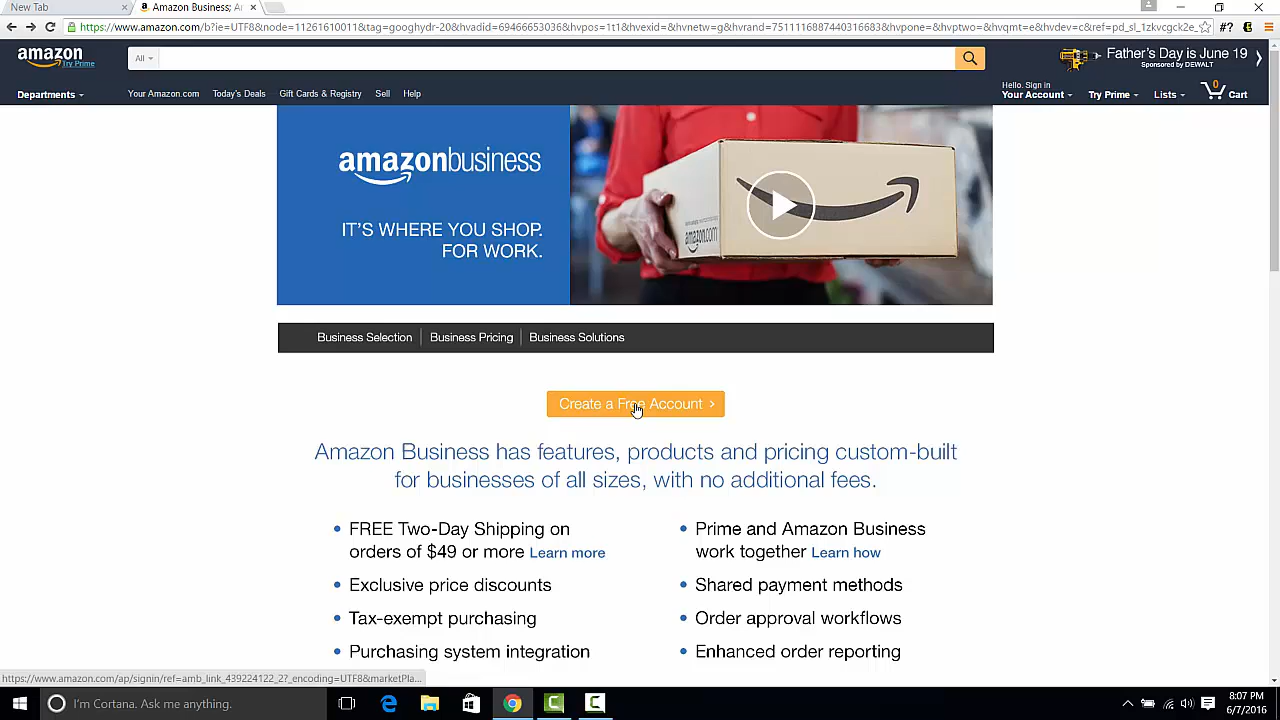 New Tab
Amazon Business: A
https://www.amazon.com/b?ie=UTF8&node=11261610011&tag=googhydr-20&hvadid=69466653036&hvpos=1t1&hvexid=&hvnetw=g&hvrand=7511116887440316683&hvpone=&hvptwo=&hvqmt=e&hvdev=c&ref=pd_sl_1zkvcgck2e_
#?
amazon
Try Prime
All
Father's Day is June 19
Sponsored by DEWALT
Departments
Your Amazon.com
Today's Deals
Gift Cards & Registry
Sell
Help
Hello. Sign in
Your Account
Try Prime
Lists
0
Cart
amazonbusiness
IT'S WHERE YOU SHOP.
FOR WORK.
amazon.com
Business Selection
Business Pricing
Business Solutions
Create a Free Account
Amazon Business has features, products and pricing custom-built
for businesses of all sizes, with no additional fees.
• FREE Two-Day Shipping on
orders of $49 or more Learn more
• Exclusive price discounts
• Tax-exempt purchasing
• Purchasing system integration
• Prime and Amazon Business
work together Learn how
• Shared payment methods
• Order approval workflows
• Enhanced order reporting
https://www.amazon.com/ap/signin/ref=amb_link_439224122_2?_encoding=UTF8&marketPla...
I'm Cortana. Ask me anything.
8:07 PM
6/7/2016